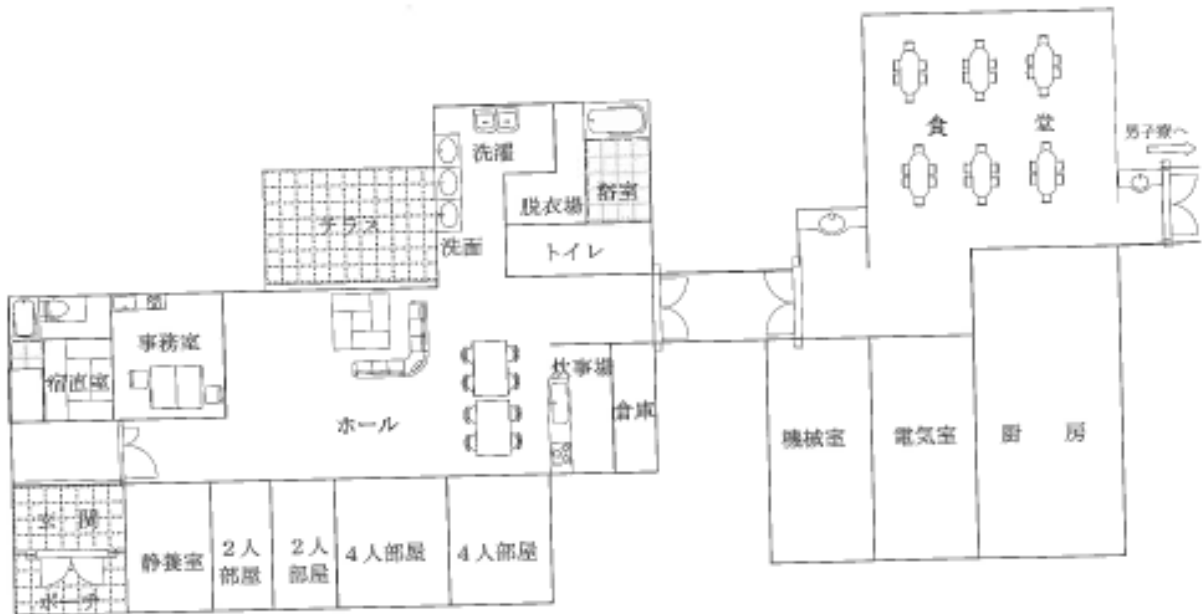 食堂
男子寮へ
洗濯
脱衣場
浴室
テラス
洗面
トイレ
事務室
宿直室
炊事場
倉庫
ホール
機械室
電気室
厨房
玄関
ポーチ
静養室
2人
部屋
2人
部屋
4人部屋
4人部屋